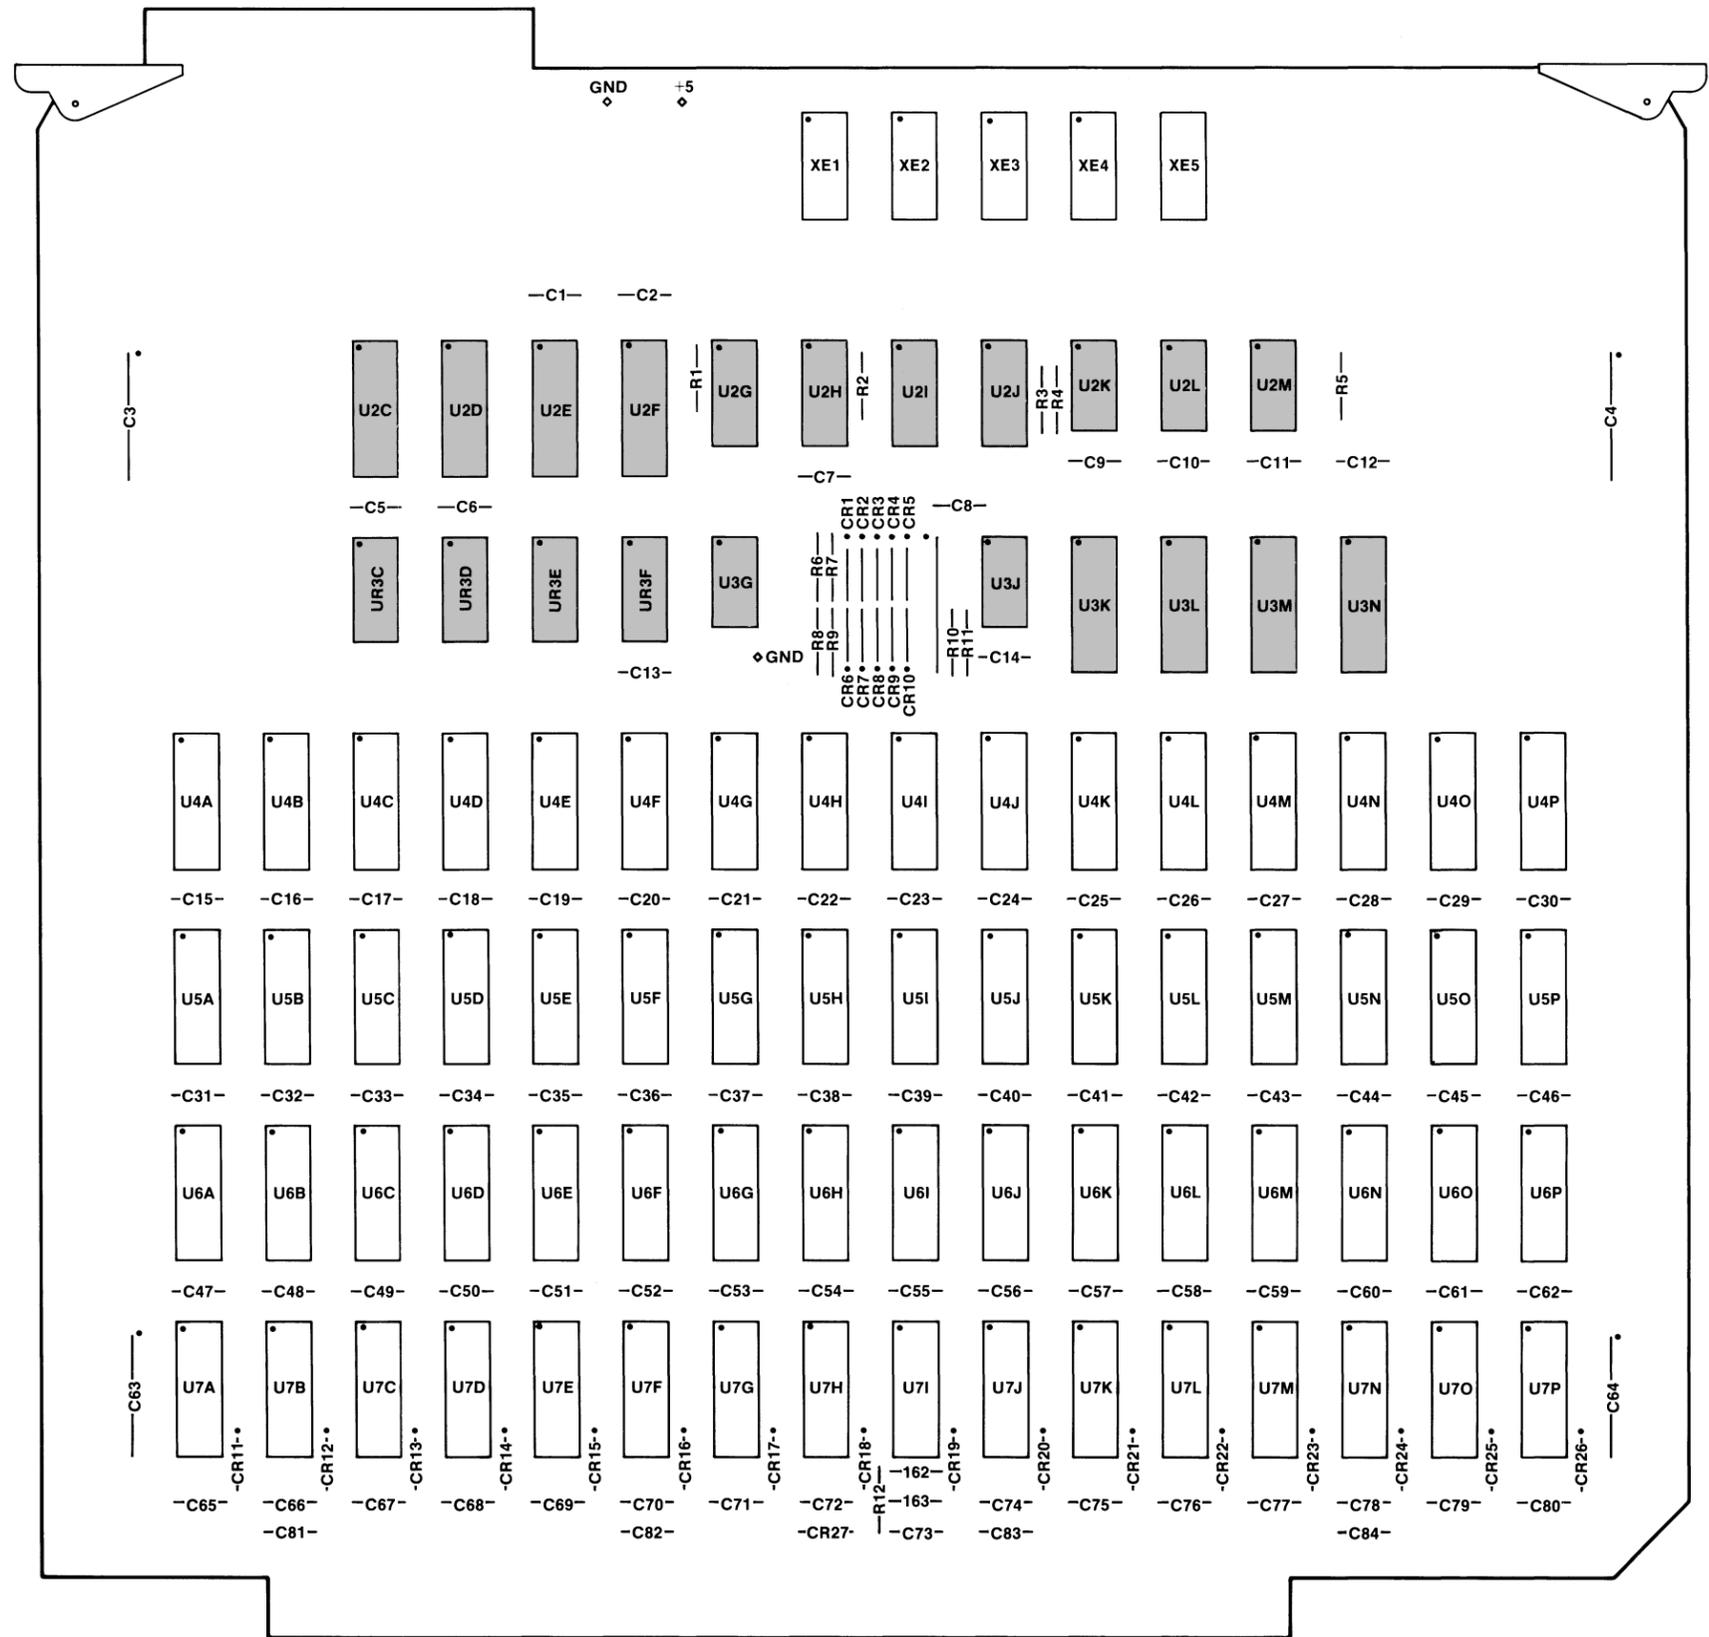 GND +5
XE1 XE2 XE3 XE4 XE5
C1 C2
C3 U2C U2D U2E U2F R1 U2G U2H R2 U2I U2J R3 R4 U2K U2L U2M R5 C4
C9 C10 C11 C12
C7
C5 C6 CR1 CR2 CR3 CR4 CR5 C8
UR3C UR3D UR3E UR3F U3G R6 R7 U3J U3K U3L U3M U3N
GND R8 R9 R10 R11 C14
C13 CR6 CR7 CR8 CR9 CR10
U4A U4B U4C U4D U4E U4F U4G U4H U4I U4J U4K U4L U4M U4N U4O U4P
C15 C16 C17 C18 C19 C20 C21 C22 C23 C24 C25 C26 C27 C28 C29 C30
U5A U5B U5C U5D U5E U5F U5G U5H U5I U5J U5K U5L U5M U5N U5O U5P
C31 C32 C33 C34 C35 C36 C37 C38 C39 C40 C41 C42 C43 C44 C45 C46
U6A U6B U6C U6D U6E U6F U6G U6H U6I U6J U6K U6L U6M U6N U6O U6P
C47 C48 C49 C50 C51 C52 C53 C54 C55 C56 C57 C58 C59 C60 C61 C62
C63 U7A U7B U7C U7D U7E U7F U7G U7H U7I U7J U7K U7L U7M U7N U7O U7P C64
CR11 CR12 CR13 CR14 CR15 CR16 CR17 CR18 CR19 CR20 CR21 CR22 CR23 CR24 CR25 CR26
162
C65 C66 C67 C68 C69 C70 C71 C72 R12 163 C74 C75 C76 C77 C78 C79 C80
C81 C82 CR27 C73 C83 C84